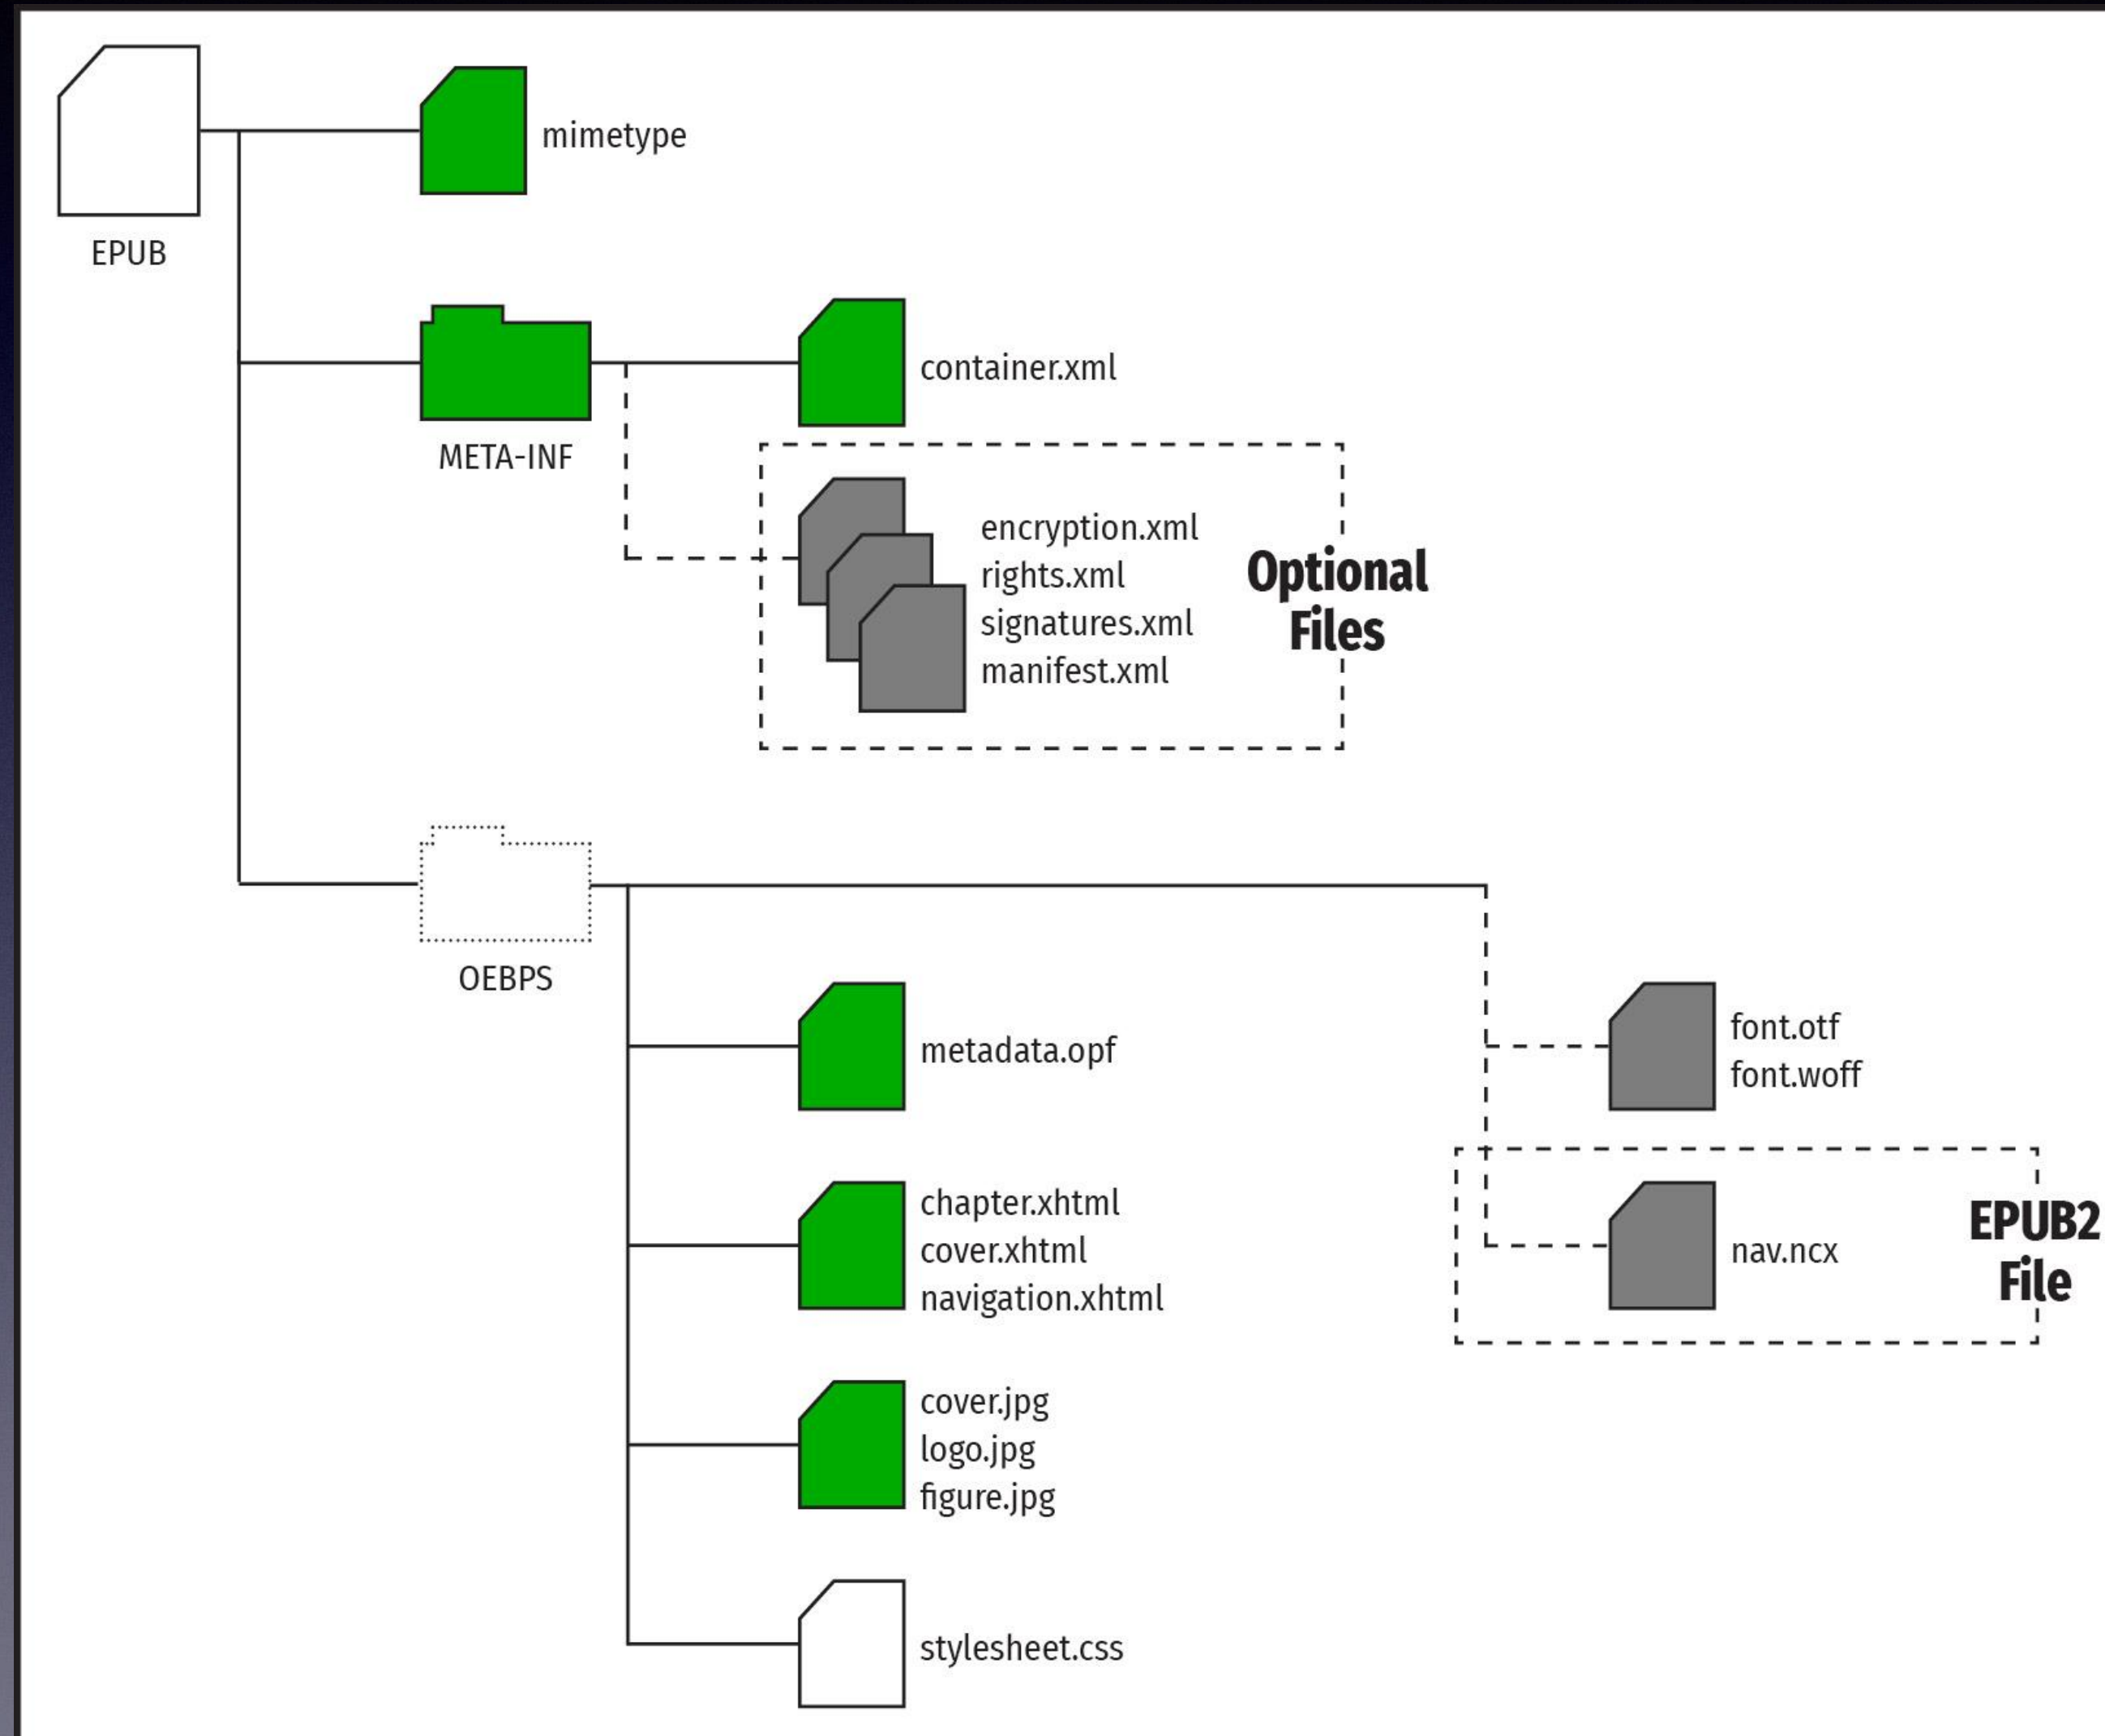 mimetype
EPUB
container.xml
META-INF
encryption.xml
rights.xml
signatures.xml
manifest.xml
Optional
Files
OEBPS
metadata.opf
font.otf
font.woff
chapter.xhtml
cover.xhtml
navigation.xhtml
nav.ncx
EPUB2
File
cover.jpg
logo.jpg
figure.jpg
stylesheet.css